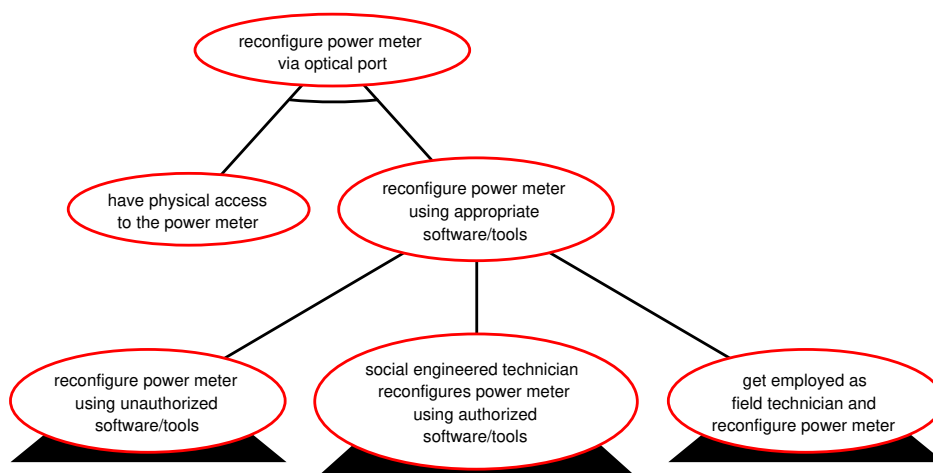 reconfigure power meter
via optical port
have physical access
to the power meter
reconfigure power meter
using appropriate
software/tools
reconfigure power meter
using unauthorized
software/tools
social engineered technician
reconfigures power meter
using authorized
software/tools
get employed as
field technician and
reconfigure power meter